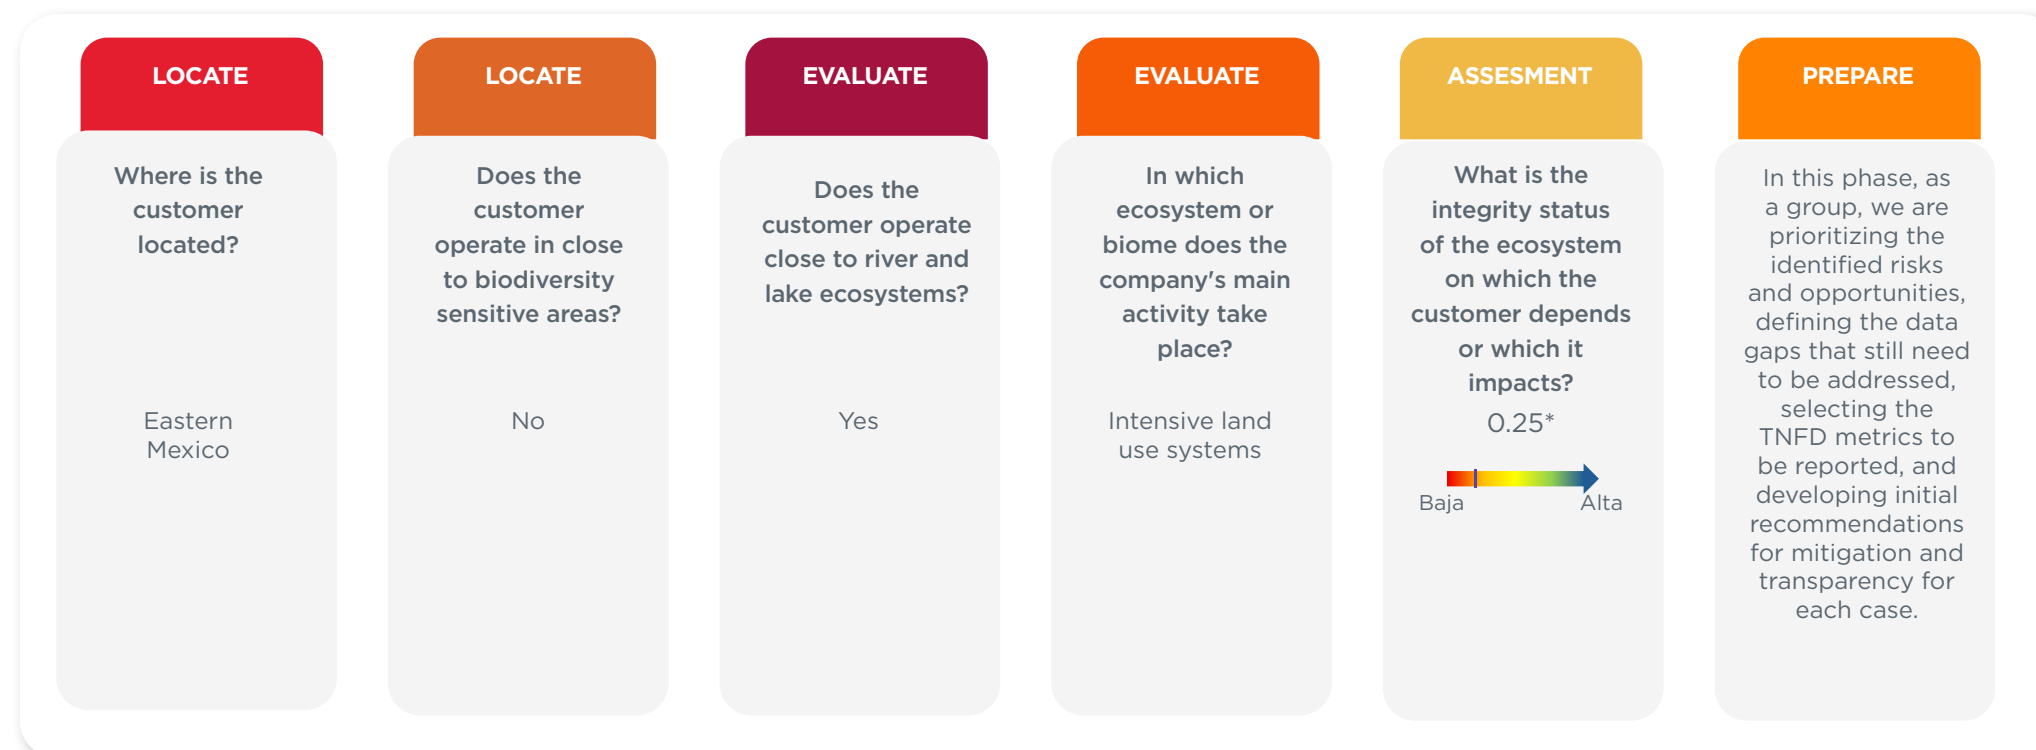 LOCATE
Where is the
customer
located?
Eastern
Mexico
LOCATE
Does the
customer
operate in close
to biodiversity
sensitive areas?
No
EVALUATE
Does the
customer operate
close to river and
lake ecosystems?
Yes
EVALUATE
In which
ecosystem or
biome does the
company's main
activity take
place?
Intensive land
use systems
ASSESMENT
What is the
integrity status
of the ecosystem
on which the
customer depends
or which it
impacts?
0.25*
Baja
Alta
PREPARE
In this phase, as
a group, we are
prioritizing the
identified risks
and opportunities,
defining the data
gaps that still need
to be addressed,
selecting the
TNFD metrics to
be reported, and
developing initial
recommendations
for mitigation and
transparency for
each case.